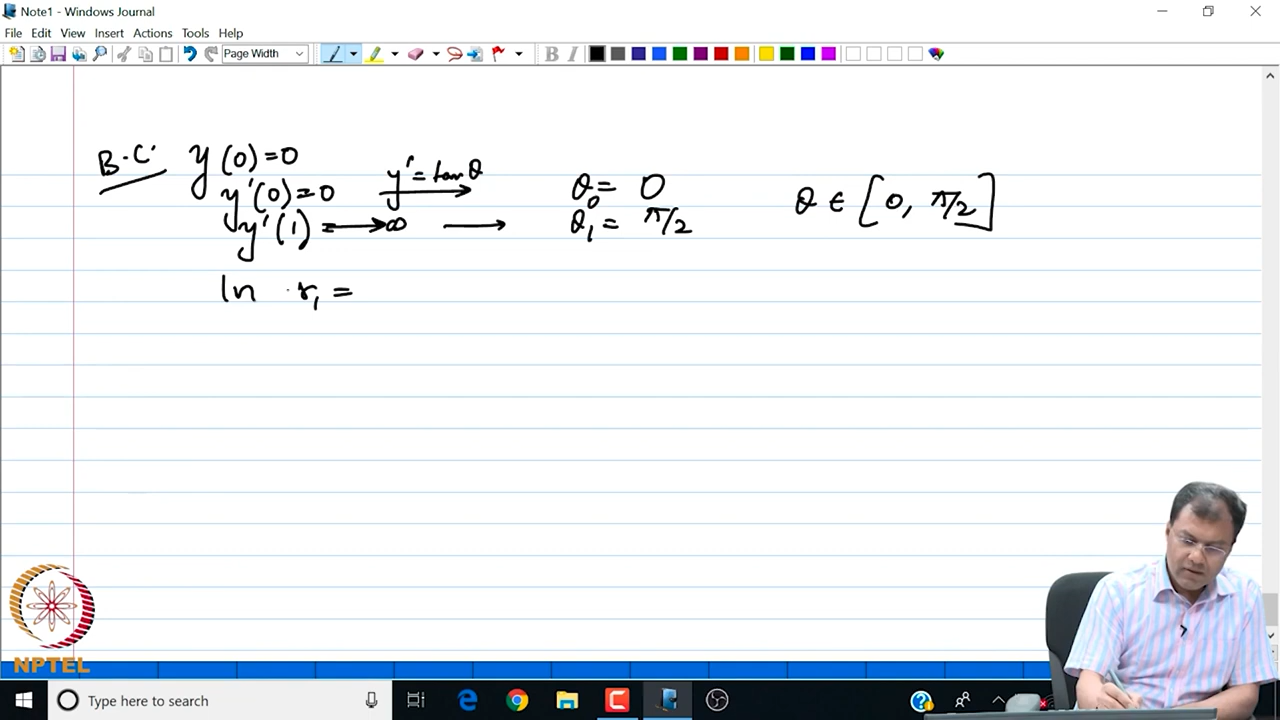 Note1 - Windows Journal
File Edit View Insert Actions Tools Help
Page Width
B I
B.C. y(0)=0
y'(0)=0 y'=tan θ → θ₀ = 0 θ ∈ [0, π/2]
y'(1) → ∞ → θ₁ = π/2
ln r₁ =
NPTEL
Type here to search